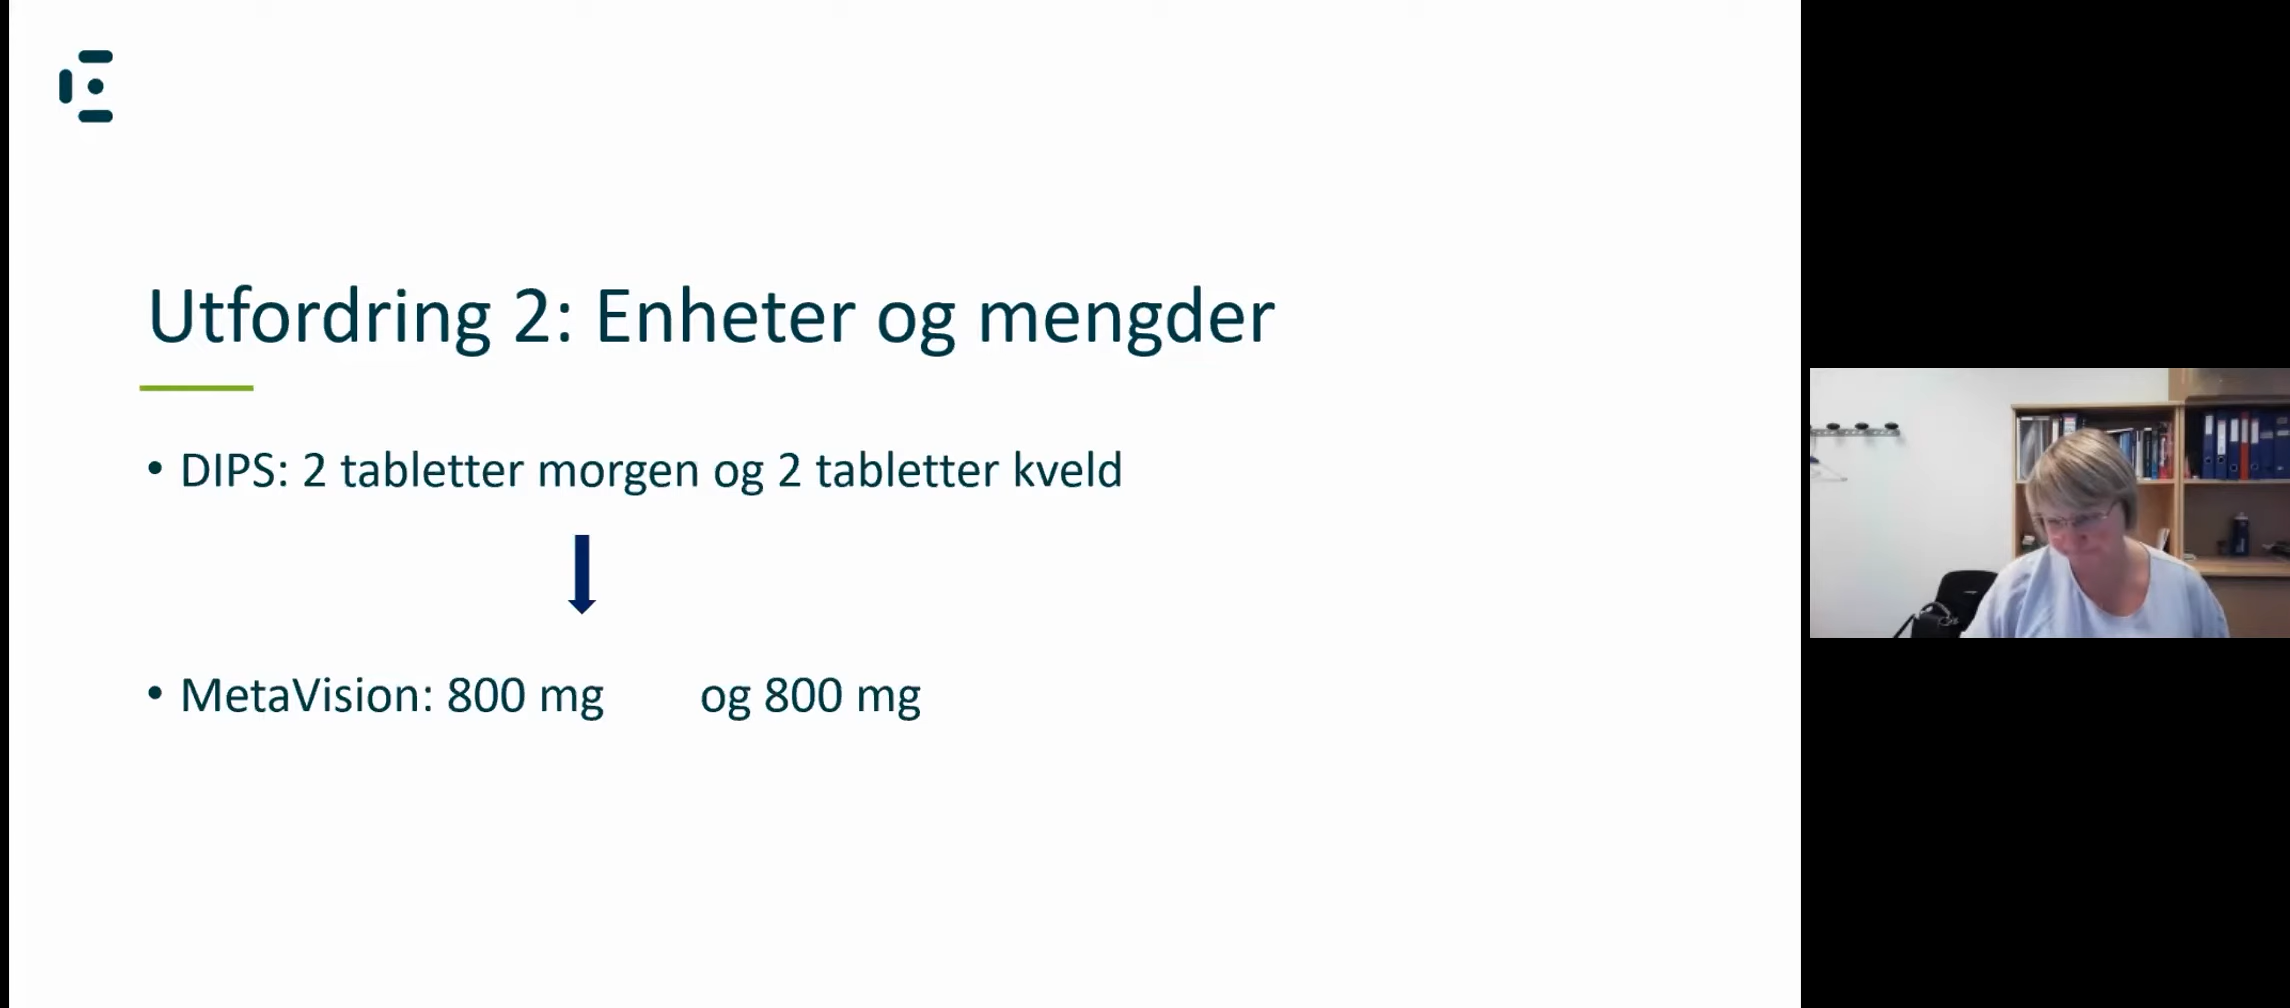 Utfordring 2: Enheter og mengder
• DIPS: 2 tabletter morgen og 2 tabletter kveld
• MetaVision: 800 mg og 800 mg